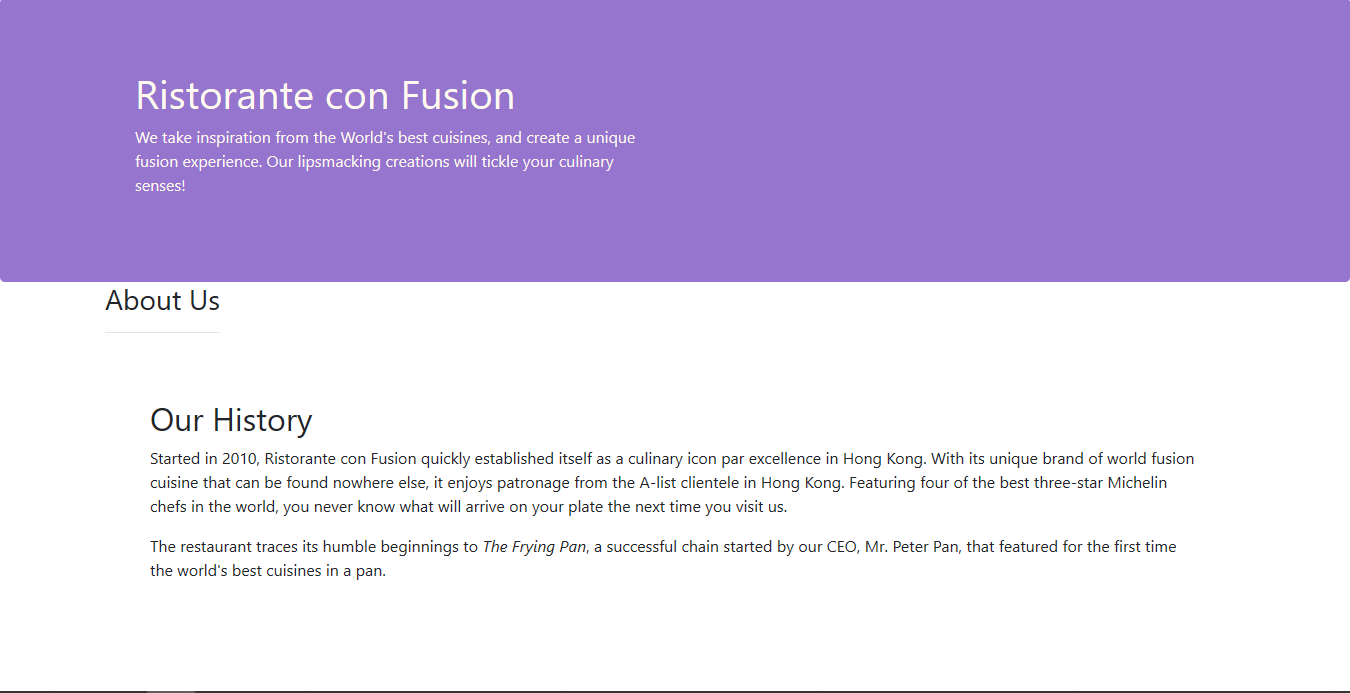 Ristorante con Fusion
We take inspiration from the World's best cuisines, and create a unique
fusion experience. Our lipsmacking creations will tickle your culinary
senses!
About Us
Our History
Started in 2010, Ristorante con Fusion quickly established itself as a culinary icon par excellence in Hong Kong. With its unique brand of world fusion
cuisine that can be found nowhere else, it enjoys patronage from the A-list clientele in Hong Kong. Featuring four of the best three-star Michelin
chefs in the world, you never know what will arrive on your plate the next time you visit us.
The restaurant traces its humble beginnings to The Frying Pan, a successful chain started by our CEO, Mr. Peter Pan, that featured for the first time
the world's best cuisines in a pan.